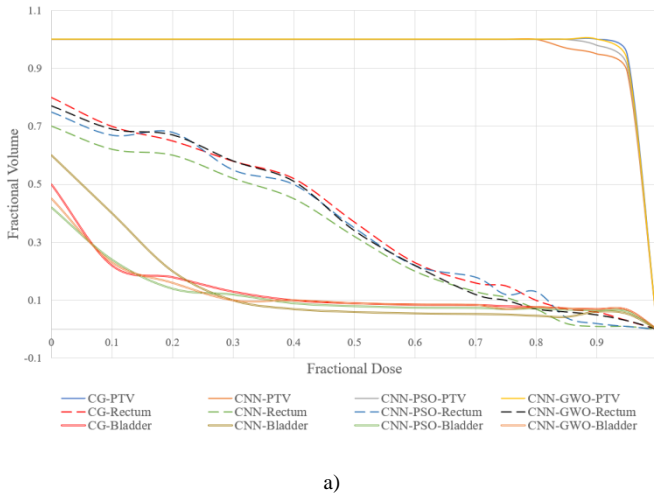 1.1
0.9
0.7
0.5
0.3
0.1
-0.1
Fractional Volume
0 0.1 0.2 0.3 0.4 0.5 0.6 0.7 0.8 0.9
Fractional Dose
CG-PTV CNN-PTV CNN-PSO-PTV CNN-GWO-PTV
CG-Rectum CNN-Rectum CNN-PSO-Rectum CNN-GWO-Rectum
CG-Bladder CNN-Bladder CNN-PSO-Bladder CNN-GWO-Bladder
a)